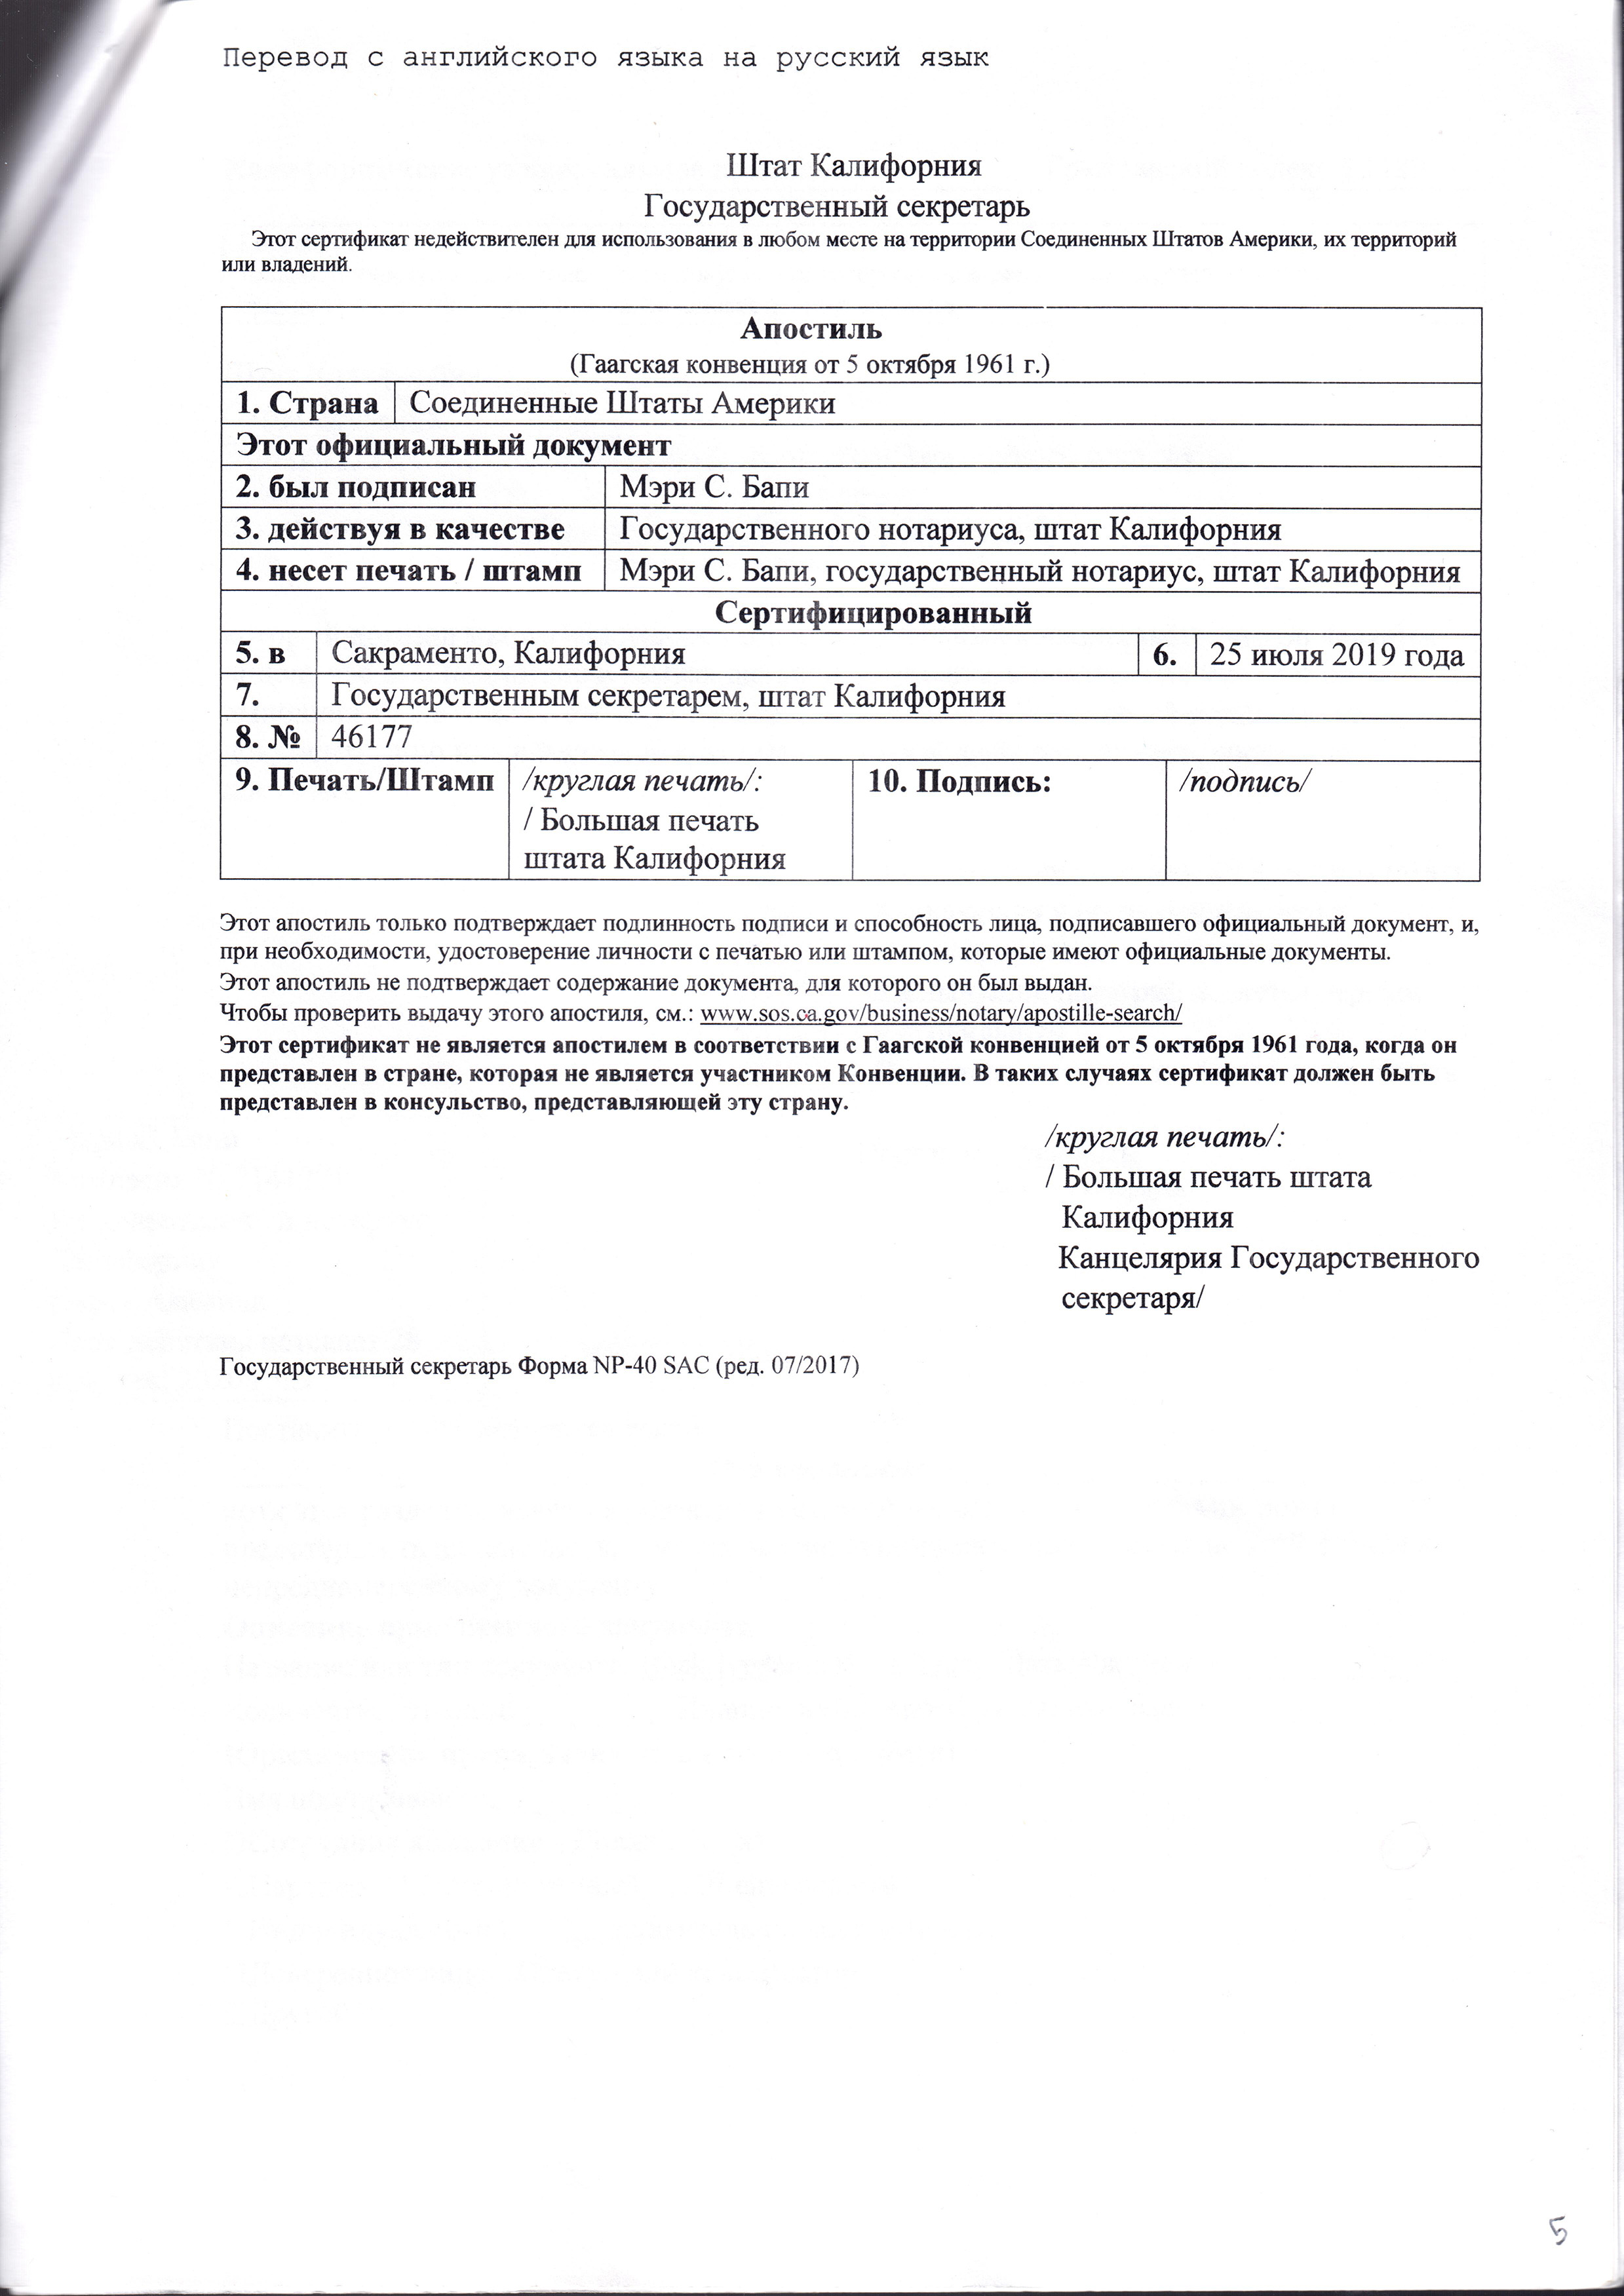 Перевод с английского языка на русский язык
Штат Калифорния
Государственный секретарь
Этот сертификат недействителен для использования в любом месте на территории Соединенных Штатов Америки, их территорий
или владений.
Апостиль
(Гаагская конвенция от 5 октября 1961 г.)
1. Страна Соединенные Штаты Америки
Этот официальный документ
2. был подписан Мэри С. Бапи
3. действуя в качестве Государственного нотариуса, штат Калифорния
4. несет печать / штамп Мэри С. Бапи, государственный нотариус, штат Калифорния
Сертифицированный
5. в Сакраменто, Калифорния 6. 25 июля 2019 года
7. Государственным секретарем, штат Калифорния
8. № 46177
9. Печать/Штамп /круглая печать/: 10. Подпись: /подпись/
/ Большая печать
штата Калифорния
Этот апостиль только подтверждает подлинность подписи и способность лица, подписавшего официальный документ, и,
при необходимости, удостоверение личности с печатью или штампом, которые имеют официальные документы.
Этот апостиль не подтверждает содержание документа, для которого он был выдан.
Чтобы проверить выдачу этого апостиля, см.: www.sos.ca.gov/business/notary/apostille-search/
Этот сертификат не является апостилем в соответствии с Гаагской конвенцией от 5 октября 1961 года, когда он
представлен в стране, которая не является участником Конвенции. В таких случаях сертификат должен быть
представлен в консульство, представляющей эту страну.
/круглая печать/:
/ Большая печать штата
Калифорния
Канцелярия Государственного
секретаря/
Государственный секретарь Форма NP-40 SAC (ред. 07/2017)
5